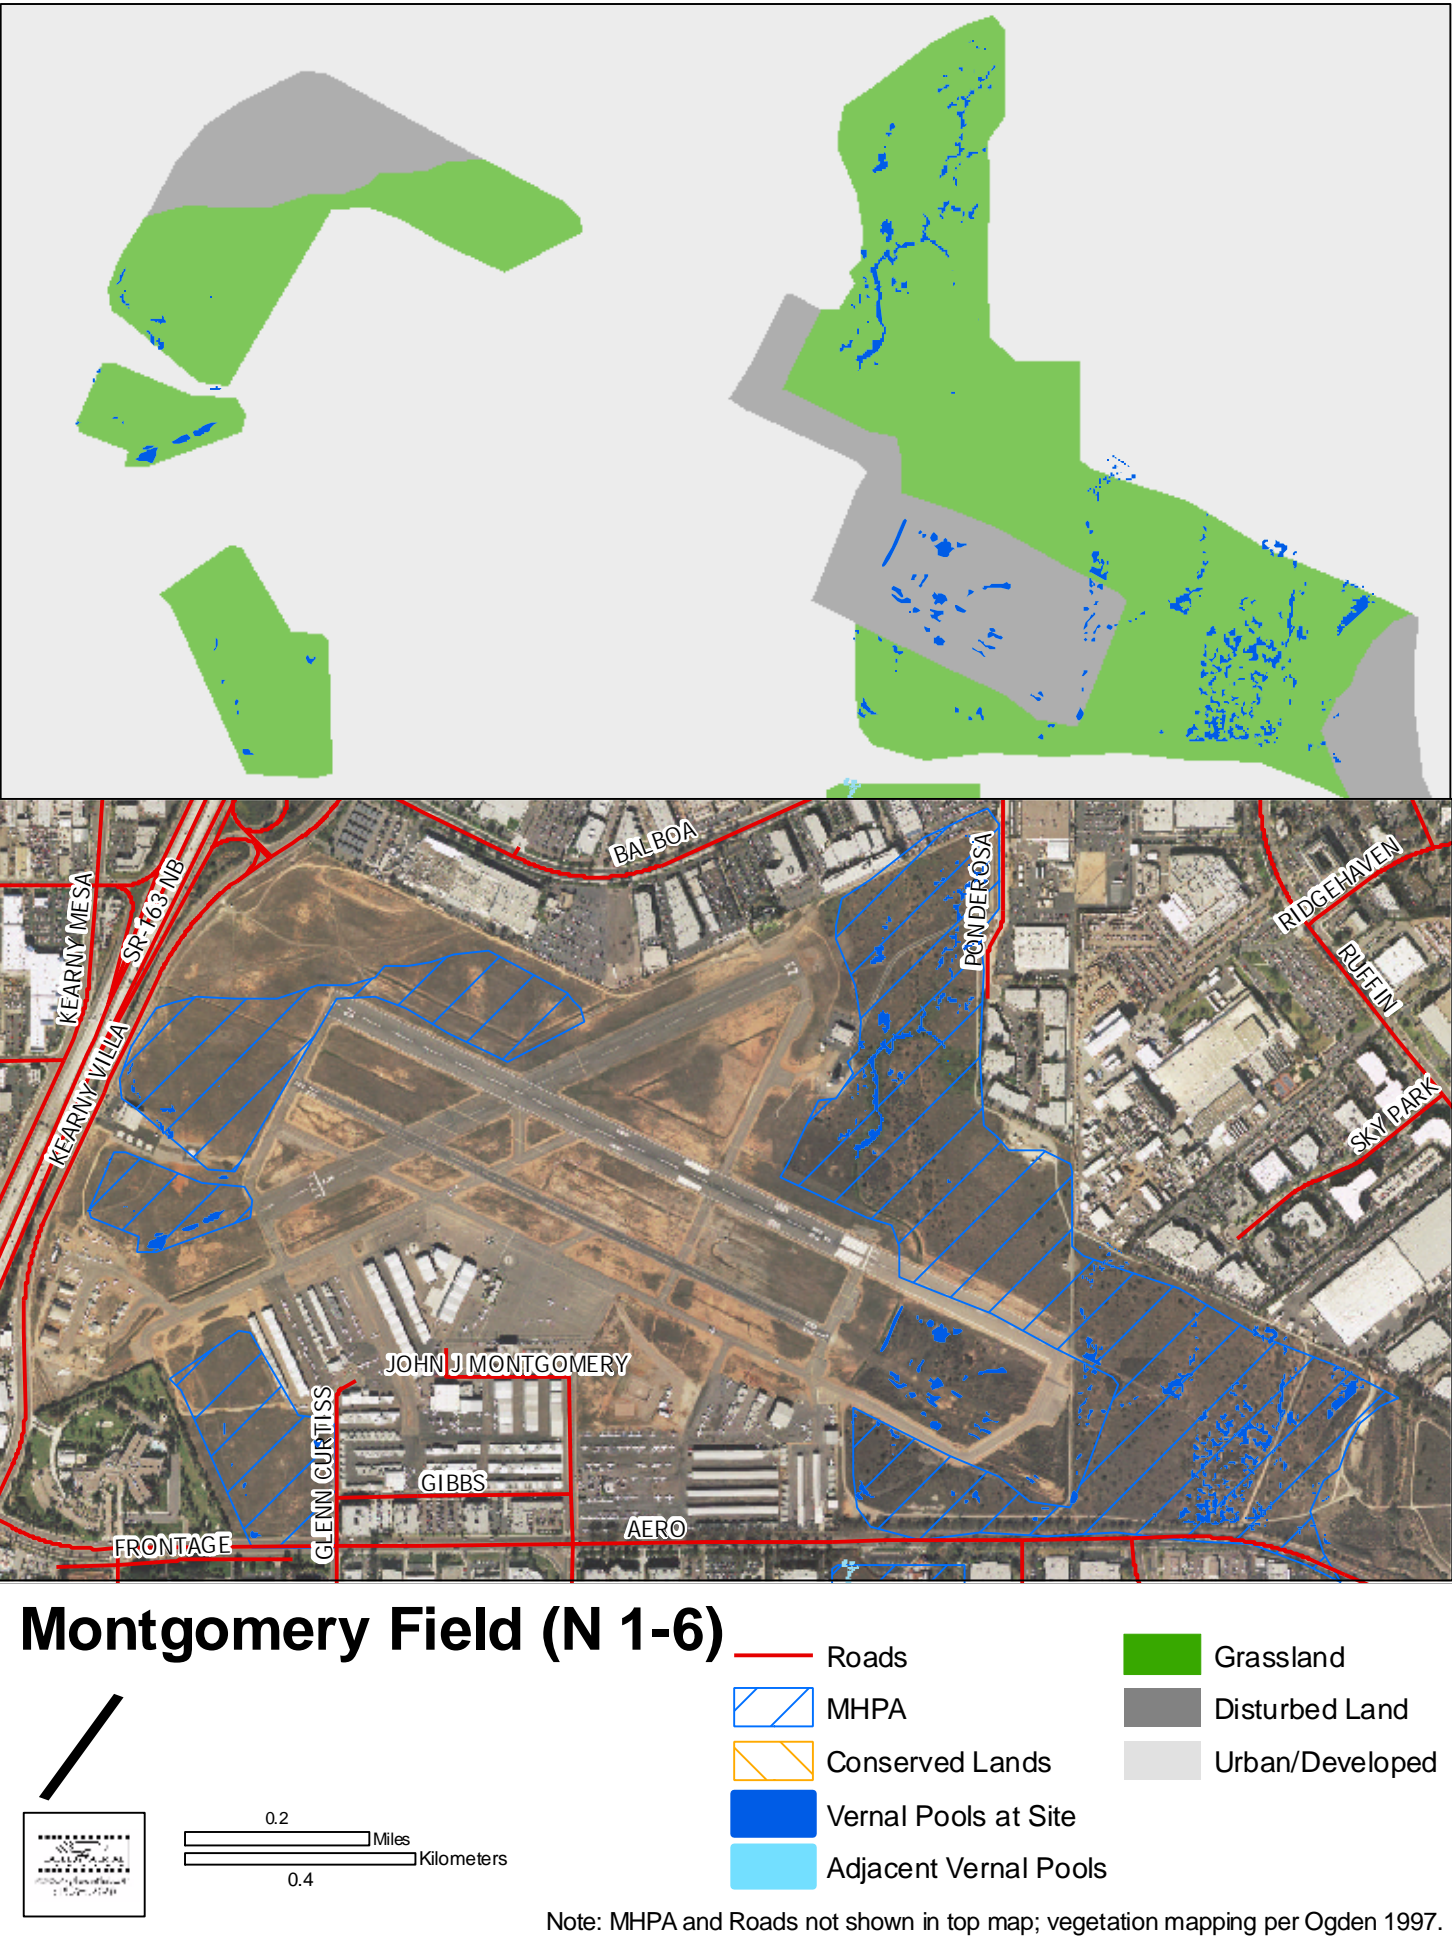 BALBOA
PONDEROSA
RIDGEHAVEN
KEARNY MESA
SR-163 NB
RUFFIN
KEARNY VILLA
SKY PARK
JOHN J MONTGOMERY
GLENN CURTISS
GIBBS
AERO
FRONTAGE
Montgomery Field (N 1-6)
Roads
MHPA
Conserved Lands
Vernal Pools at Site
Adjacent Vernal Pools
Grassland
Disturbed Land
Urban/Developed
0.2
Miles
Kilometers
0.4
Note: MHPA and Roads not shown in top map; vegetation mapping per Ogden 1997.